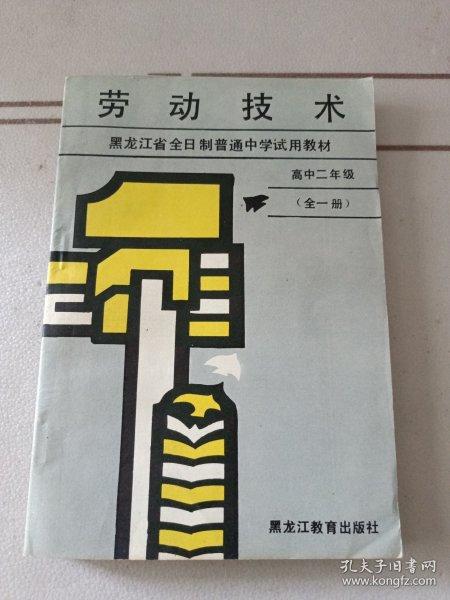 劳动技术
黑龙江省全日制普通中学试用教材
高中二年级
（全一册）
黑龙江教育出版社
孔夫子旧书网
www.kongfz.com